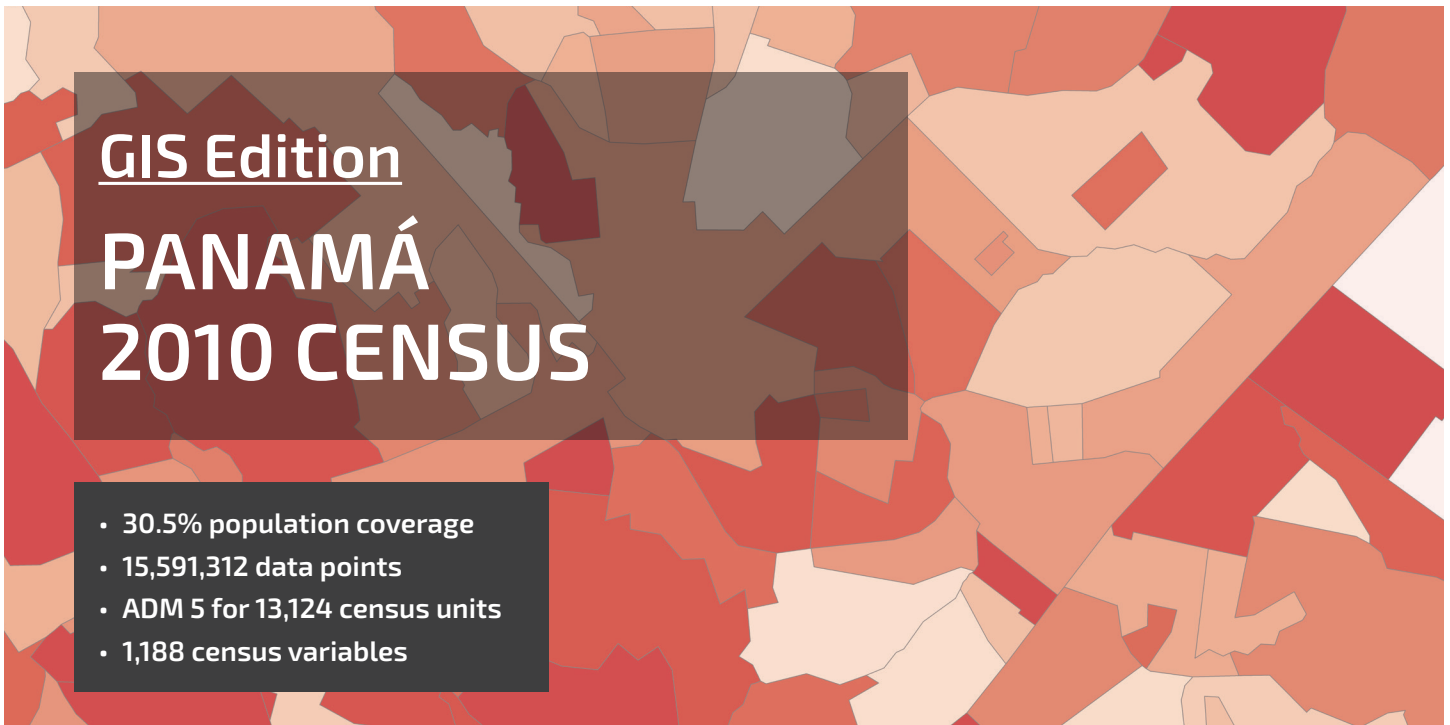 GIS Edition
PANAMÁ
2010 CENSUS
• 30.5% population coverage
• 15,591,312 data points
• ADM 5 for 13,124 census units
• 1,188 census variables